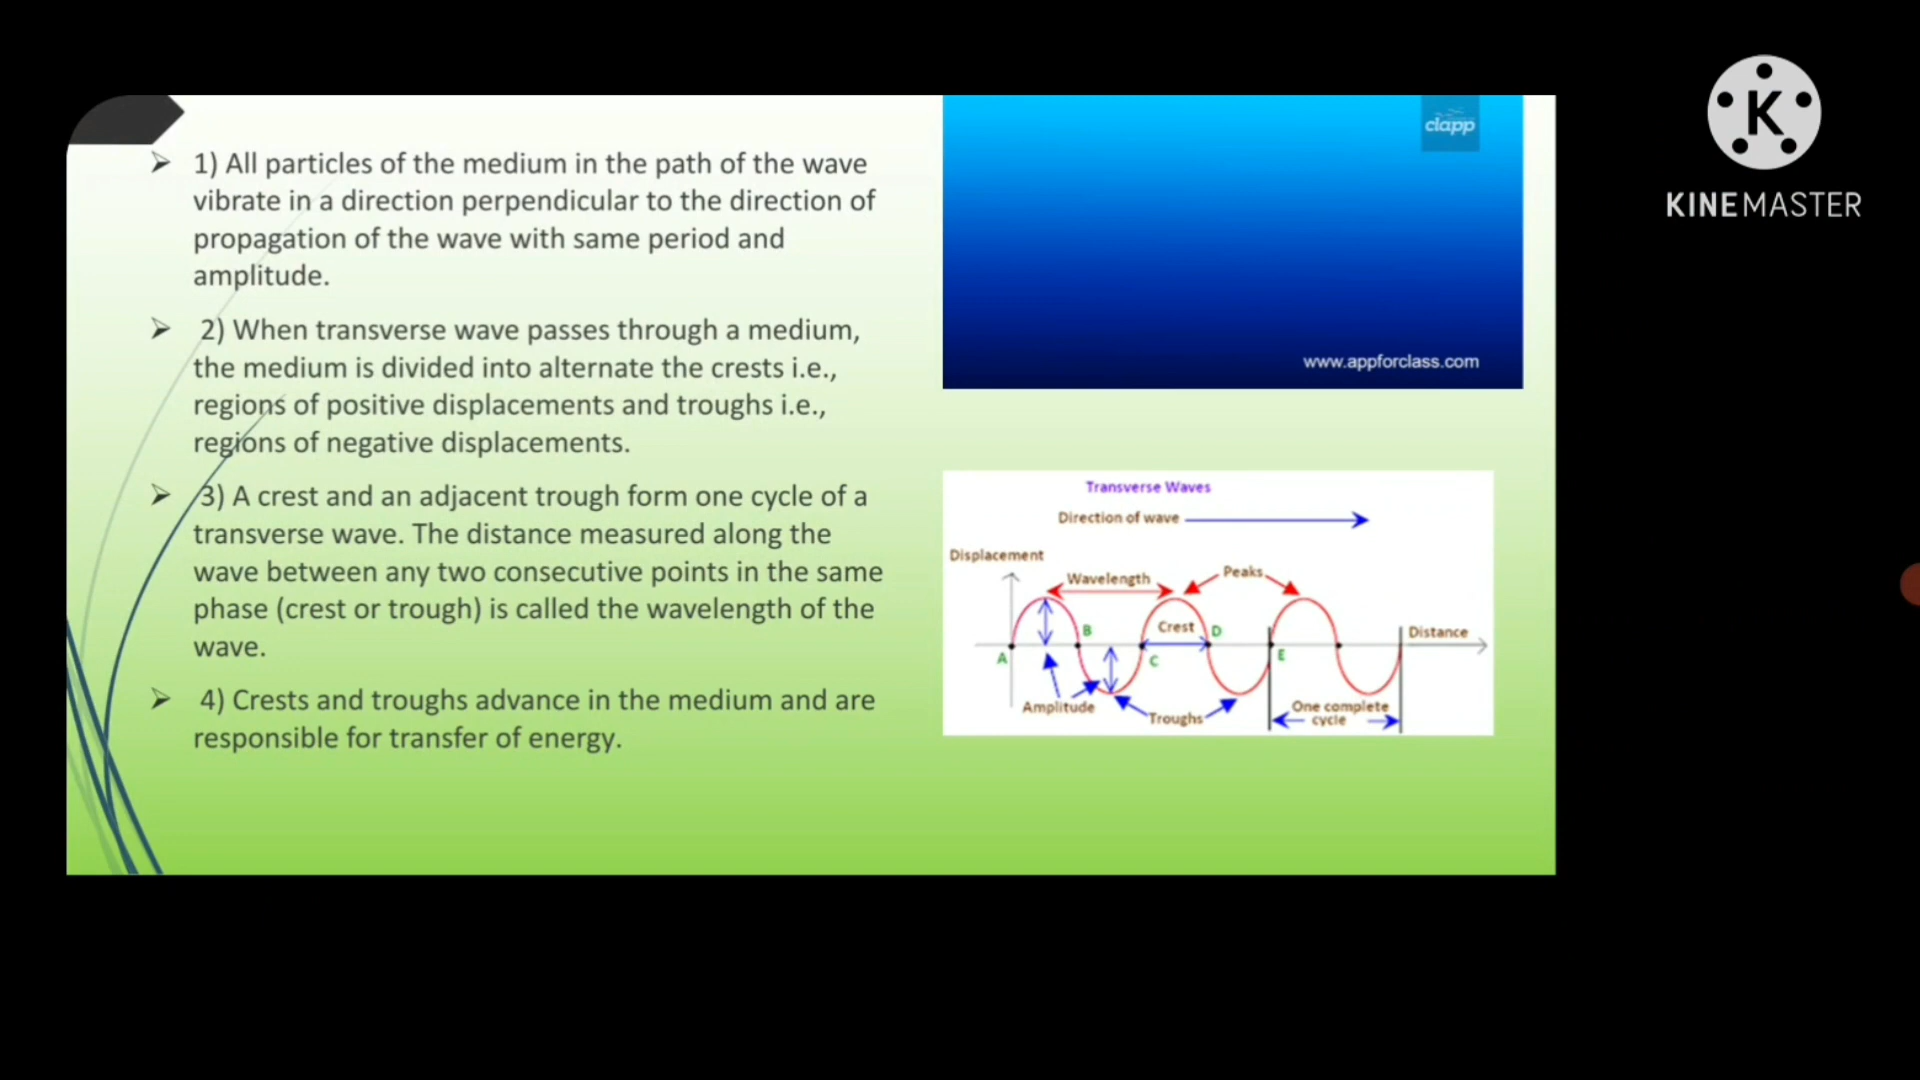 1) All particles of the medium in the path of the wave
vibrate in a direction perpendicular to the direction of
propagation of the wave with same period and
amplitude.
2) When transverse wave passes through a medium,
the medium is divided into alternate the crests i.e.,
regions of positive displacements and troughs i.e.,
regions of negative displacements.
3) A crest and an adjacent trough form one cycle of a
transverse wave. The distance measured along the
wave between any two consecutive points in the same
phase (crest or trough) is called the wavelength of the
wave.
4) Crests and troughs advance in the medium and are
responsible for transfer of energy.
clapp
www.appforclass.com
Transverse Waves
Direction of wave
Displacement
Wavelength
Peaks
B
Crest
D
Distance
A
C
E
Amplitude
Troughs
One complete
cycle
K
KINEMASTER